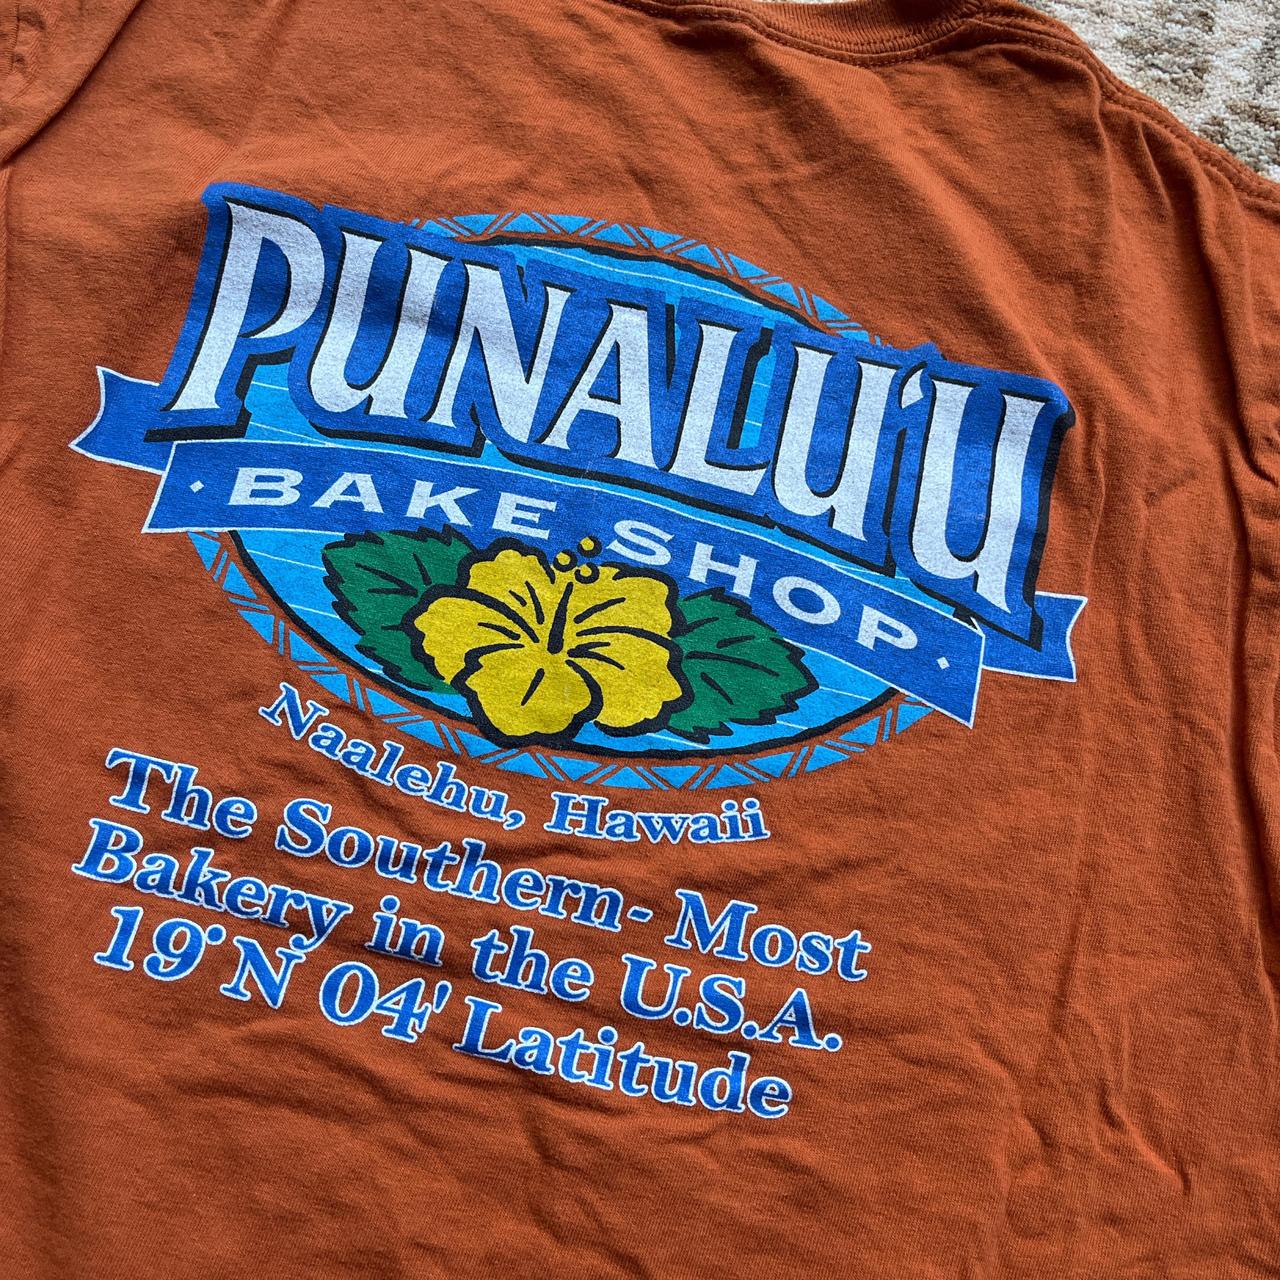 PUNALU‘U
· BAKE SHOP ·
Naalehu, Hawaii
The Southern- Most
Bakery in the U.S.A.
19°N 04' Latitude